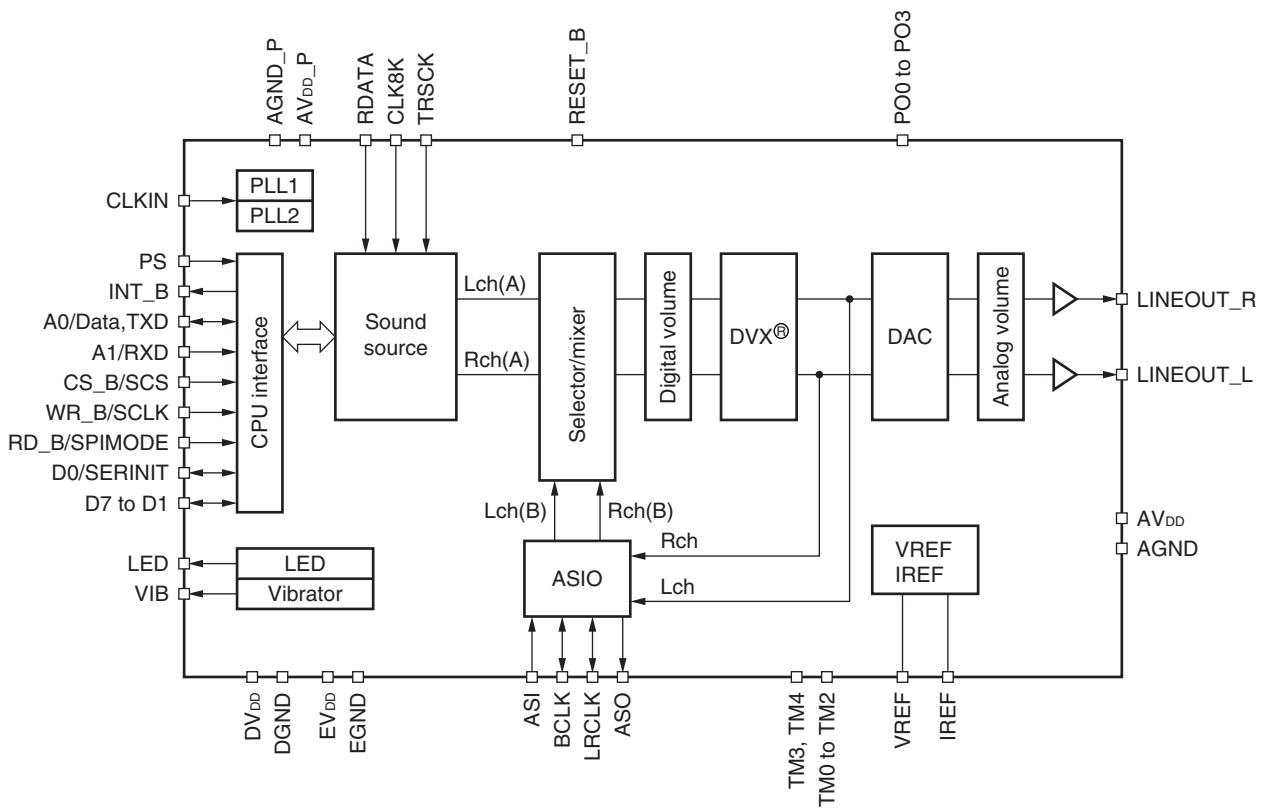 AGND_P
AVDD_P
RDATA
CLK8K
TRSCK
RESET_B
PO0 to PO3
CLKIN
PLL1
PLL2
PS
INT_B
A0/Data,TXD
A1/RXD
CS_B/SCS
WR_B/SCLK
RD_B/SPIMODE
D0/SERINIT
D7 to D1
CPU interface
Sound
source
Lch(A)
Rch(A)
Selector/mixer
Digital volume
DVX®
DAC
Analog volume
LINEOUT_R
LINEOUT_L
Lch(B)
Rch(B)
Rch
Lch
ASIO
VREF
IREF
AVDD
AGND
LED
VIB
LED
Vibrator
DVDD
DGND
EVDD
EGND
ASI
BCLK
LRCLK
ASO
TM3, TM4
TM0 to TM2
VREF
IREF